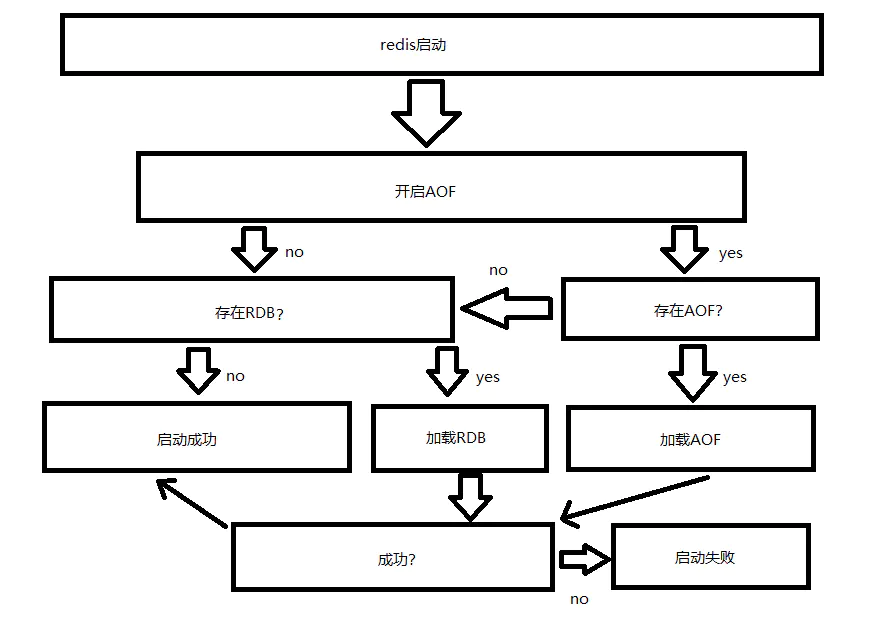 redis启动
开启AOF
no
yes
no
存在RDB?
存在AOF?
no
yes
yes
启动成功
加载RDB
加载AOF
成功?
启动失败
no